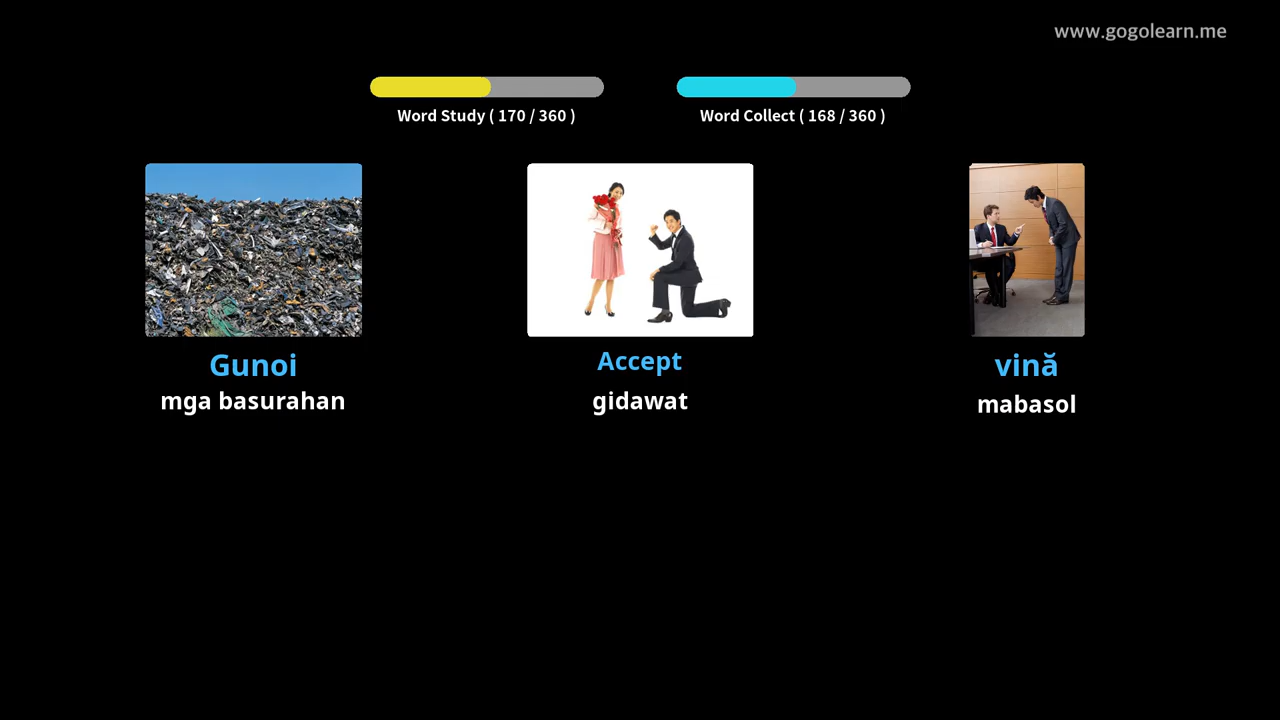 www.gogolearn.me
Word Study ( 170 / 360 )
Word Collect ( 168 / 360 )
Gunoi
mga basurahan
Accept
gidawat
vină
mabasol